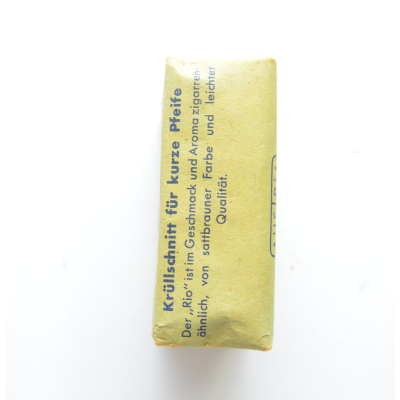 Krüllschnitt für kurze Pfeife
Der „Rio" ist im Geschmack und Aroma zigarren-
ähnlich, von sattbrauner Farbe und leichter
Qualität.